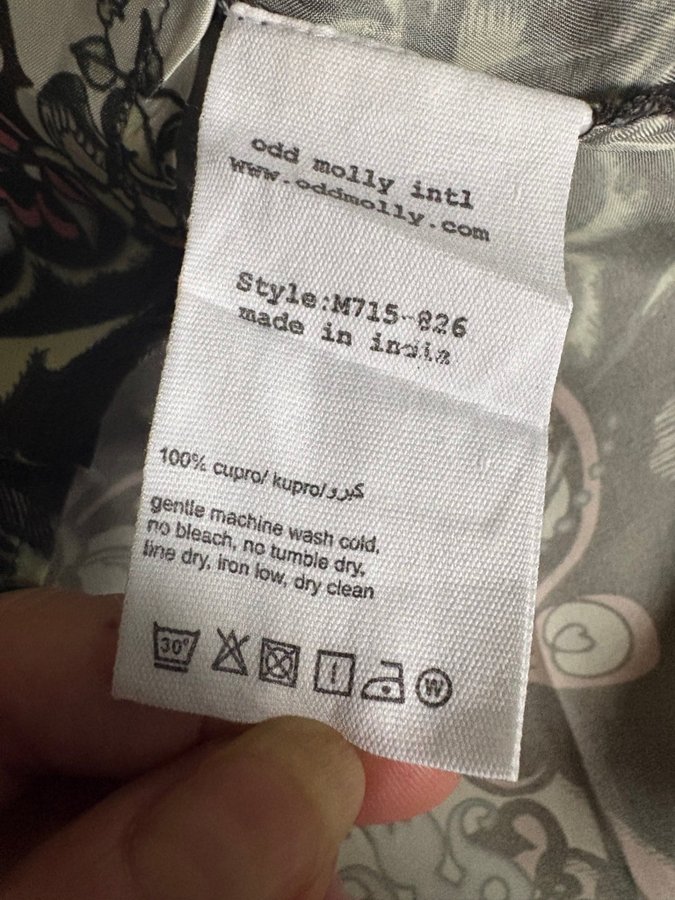 odd molly intl
www.oddmolly.com
Style:M715-826
made in india
100% cupro/ kupro/كبرو
gentle machine wash cold,
no bleach, no tumble dry,
line dry, iron low, dry clean
30° W